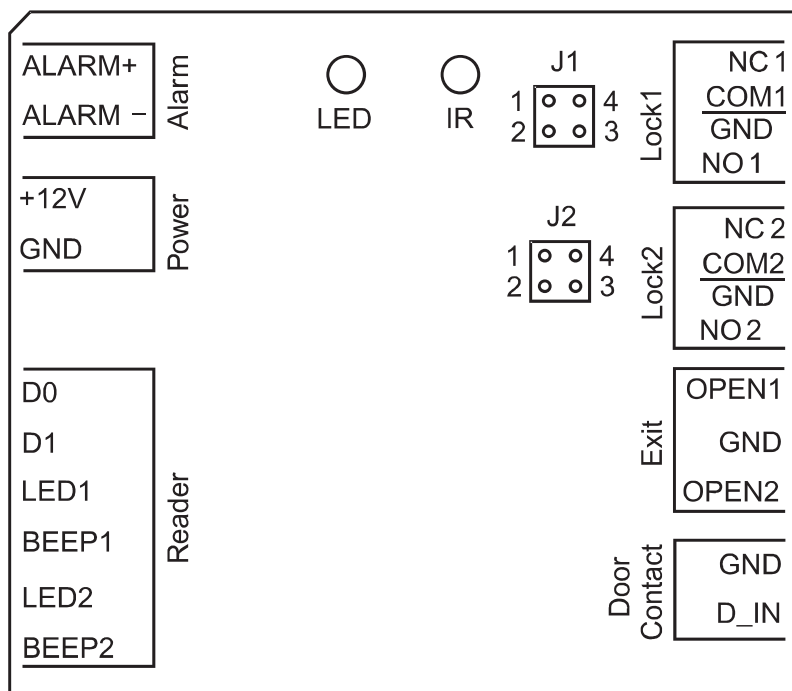 ALARM+
ALARM –
Alarm
+12V
GND
Power
D0
D1
LED1
BEEP1
LED2
BEEP2
Reader
LED
IR
J1
1 4
2 3
J2
1 4
2 3
NC 1
COM1
GND
NO 1
Lock1
NC 2
COM2
GND
NO 2
Lock2
OPEN1
GND
OPEN2
Exit
GND
D_IN
Door
Contact